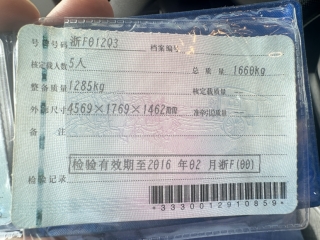 号牌号码 浙F01203 档案编号
核定载人数 5人 总质量 1660kg
整备质量 1285kg 核定载质量 ——
外廓尺寸 4569×1769×1462mm 准牵引总质量 ——
备注
检验有效期至2016年02月浙F(00)
检验记录
*3330012910859*